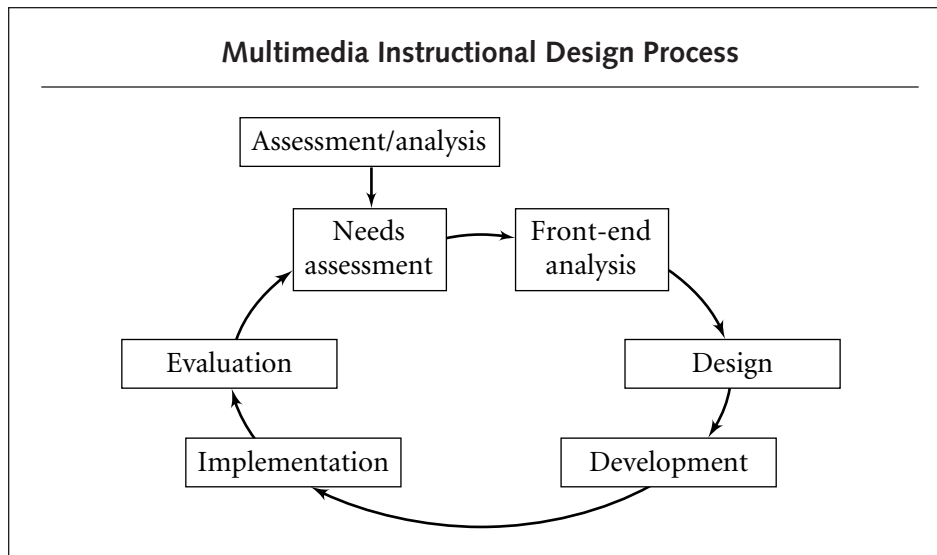 Multimedia Instructional Design Process
Assessment/analysis
Needs
assessment
Front-end
analysis
Evaluation
Design
Implementation
Development